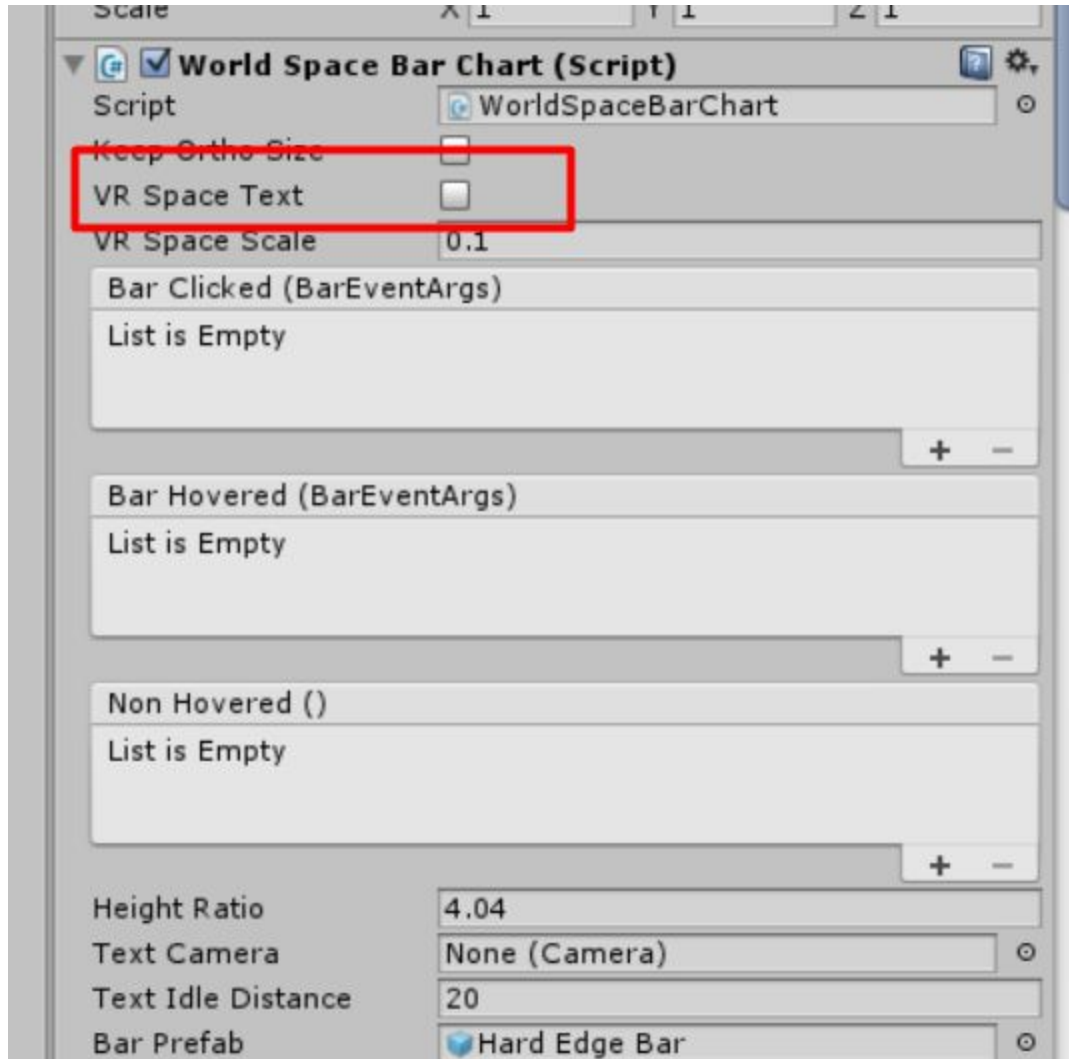 Scale X 1 Y 1 Z 1
World Space Bar Chart (Script)
Script WorldSpaceBarChart
Keep Ortho Size
VR Space Text
VR Space Scale 0.1
Bar Clicked (BarEventArgs)
List is Empty
+ −
Bar Hovered (BarEventArgs)
List is Empty
+ −
Non Hovered ()
List is Empty
+ −
Height Ratio 4.04
Text Camera None (Camera)
Text Idle Distance 20
Bar Prefab Hard Edge Bar